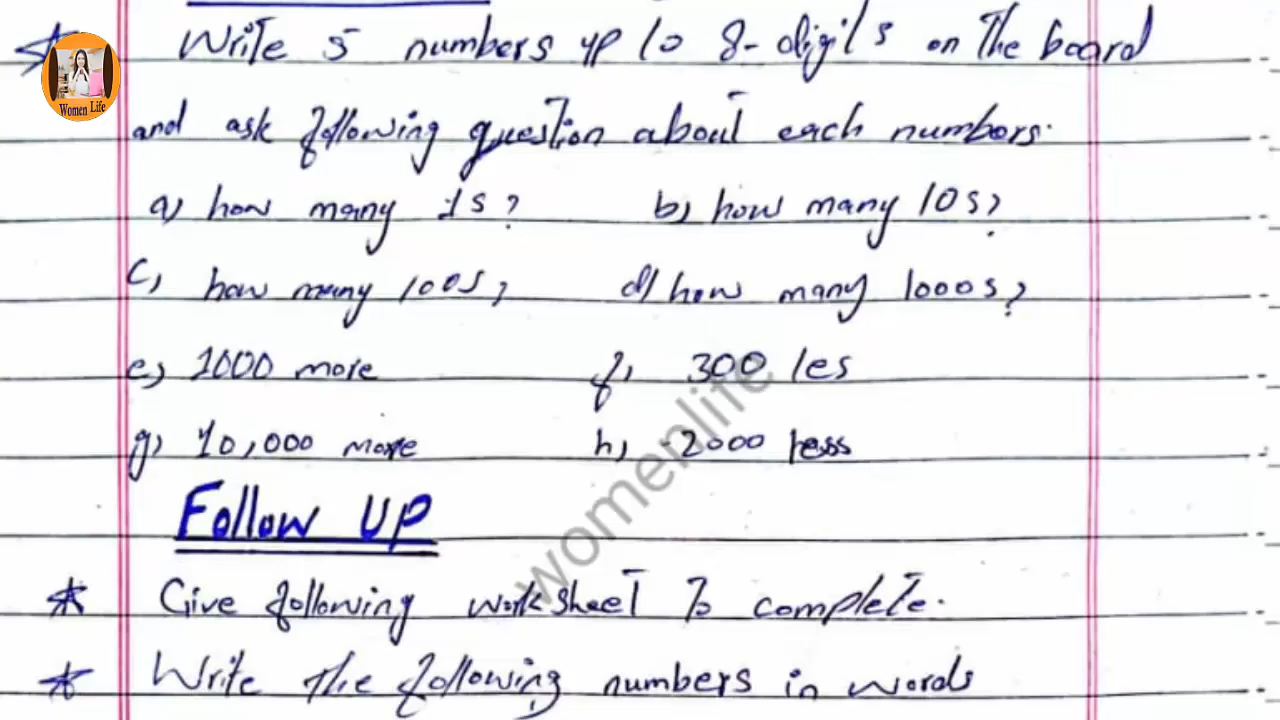 Write 5 numbers up to 8-digits on The board
Women Life
and ask following question about each numbers.
a) how many 1s? b) how many 10s?
c) how many 100s? d) how many 1000s?
e) 1000 more f) 300 les
g) 10,000 more h) 2000 less
womenlife
Follow UP
Give following worksheet To complete.
Write The following numbers in words